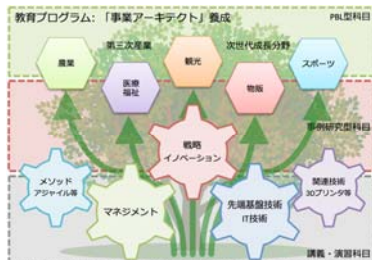 教育プログラム: 「事業アーキテクト」養成
PBL型科目
第三次産業
次世代成長分野
農業
医療
福祉
観光
物販
スポーツ
事例研究型科目
戦略
イノベーション
メソッド
アジャイル等
マネジメント
先端基盤技術
IT技術
関連技術
3Dプリンタ等
講義・演習科目